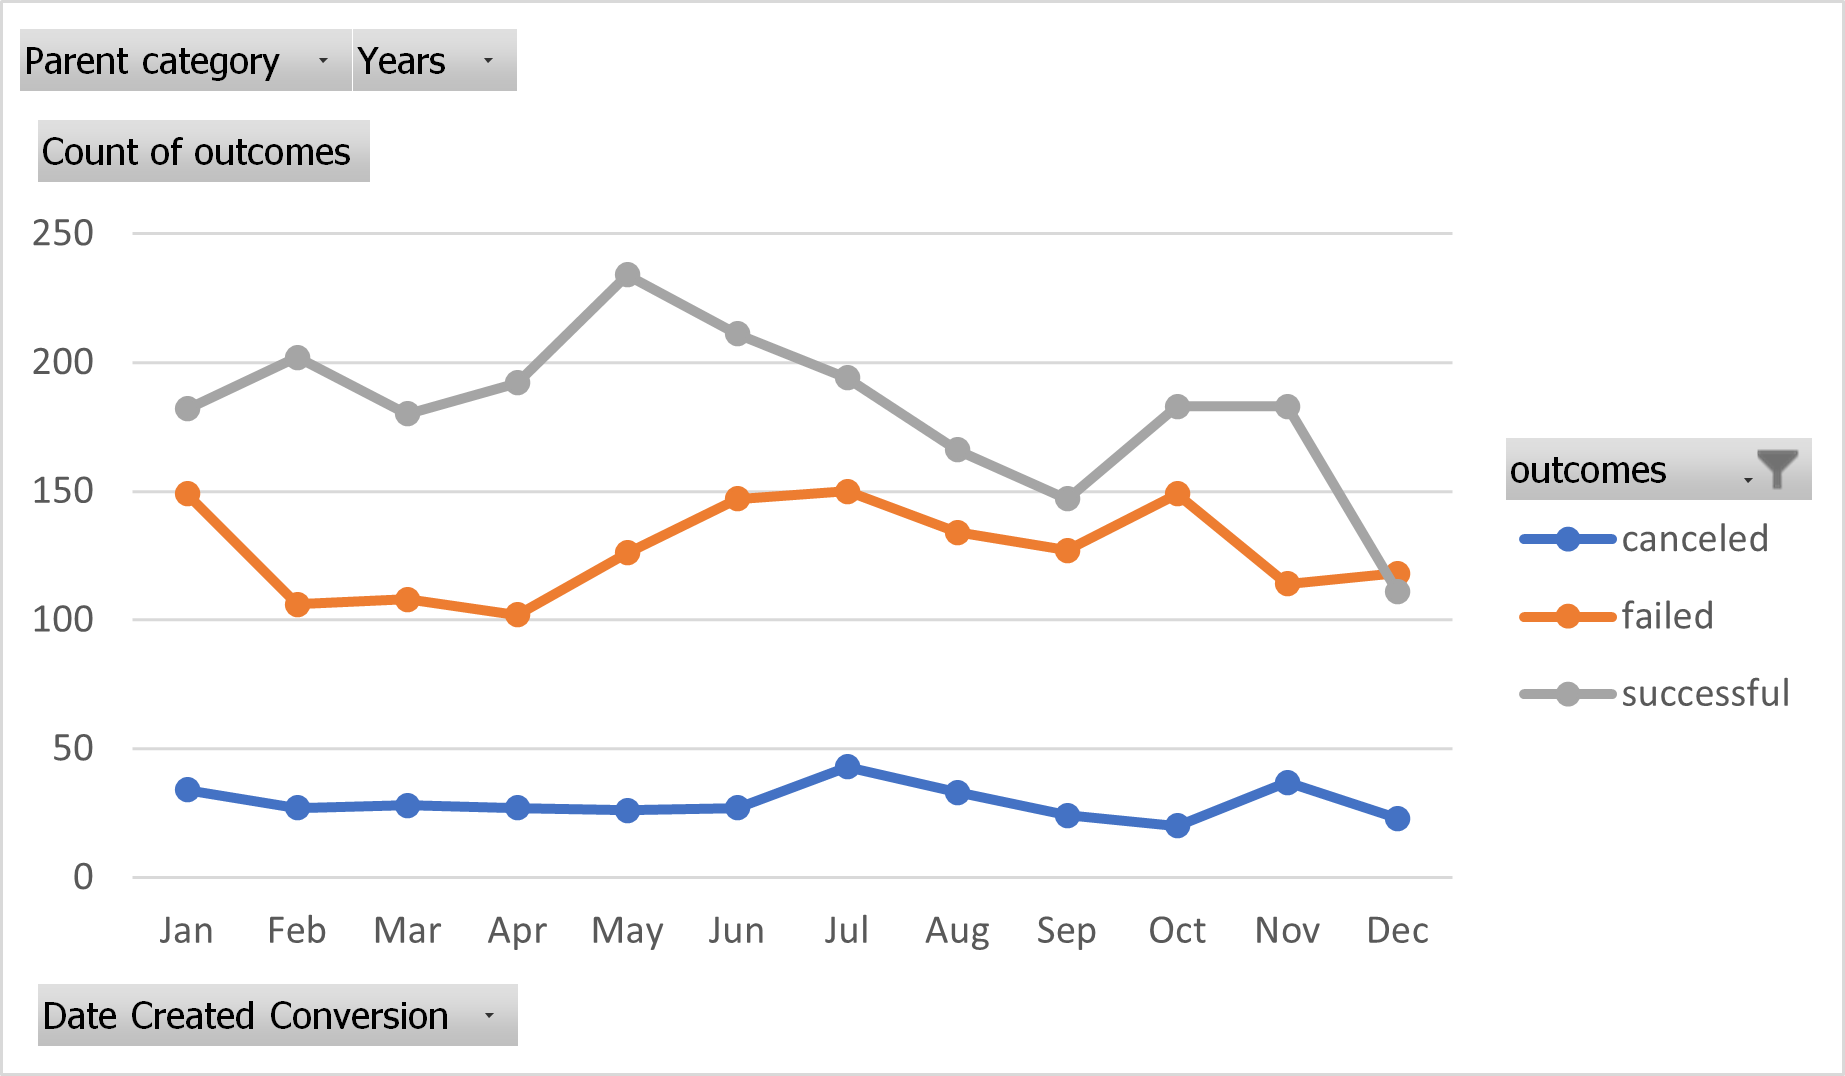 Parent category Years
Count of outcomes
250
200
150
100
50
0
Jan Feb Mar Apr May Jun Jul Aug Sep Oct Nov Dec
outcomes
canceled
failed
successful
Date Created Conversion